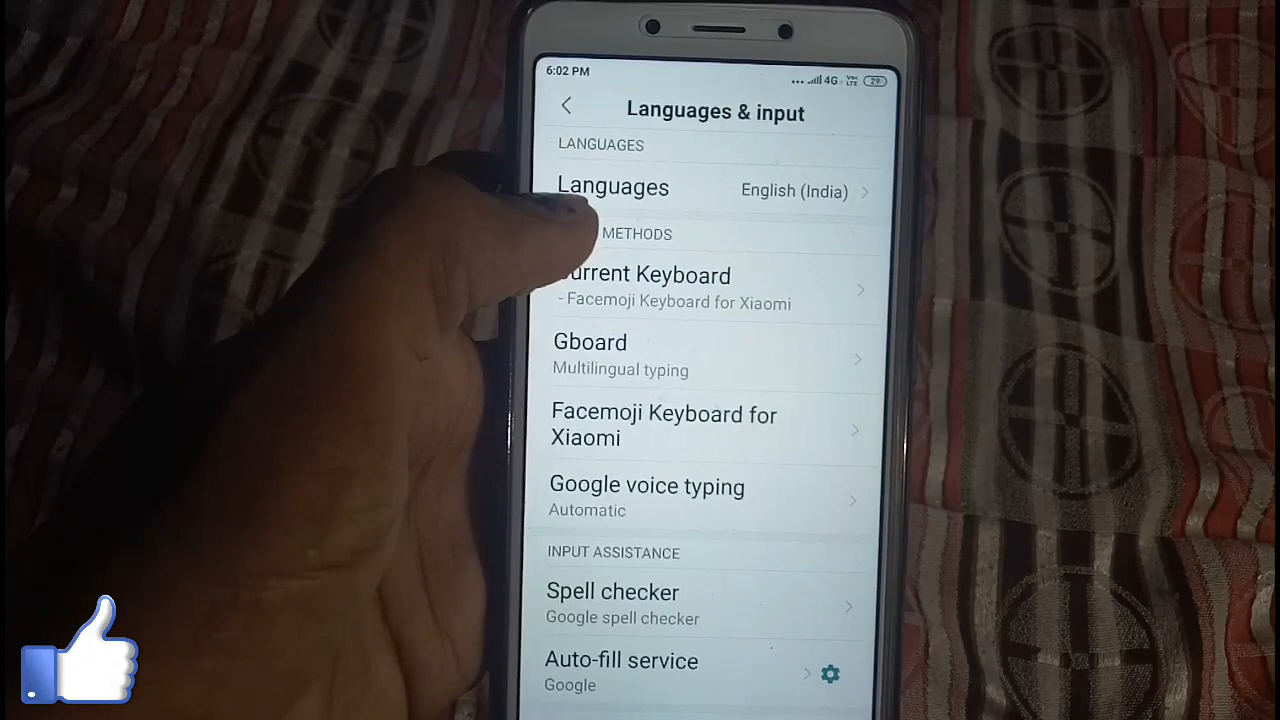 6:02 PM
4G
29
Languages & input
LANGUAGES
Languages
English (India)
METHODS
urrent Keyboard
- Facemoji Keyboard for Xiaomi
Gboard
Multilingual typing
Facemoji Keyboard for
Xiaomi
Google voice typing
Automatic
INPUT ASSISTANCE
Spell checker
Google spell checker
Auto-fill service
Google